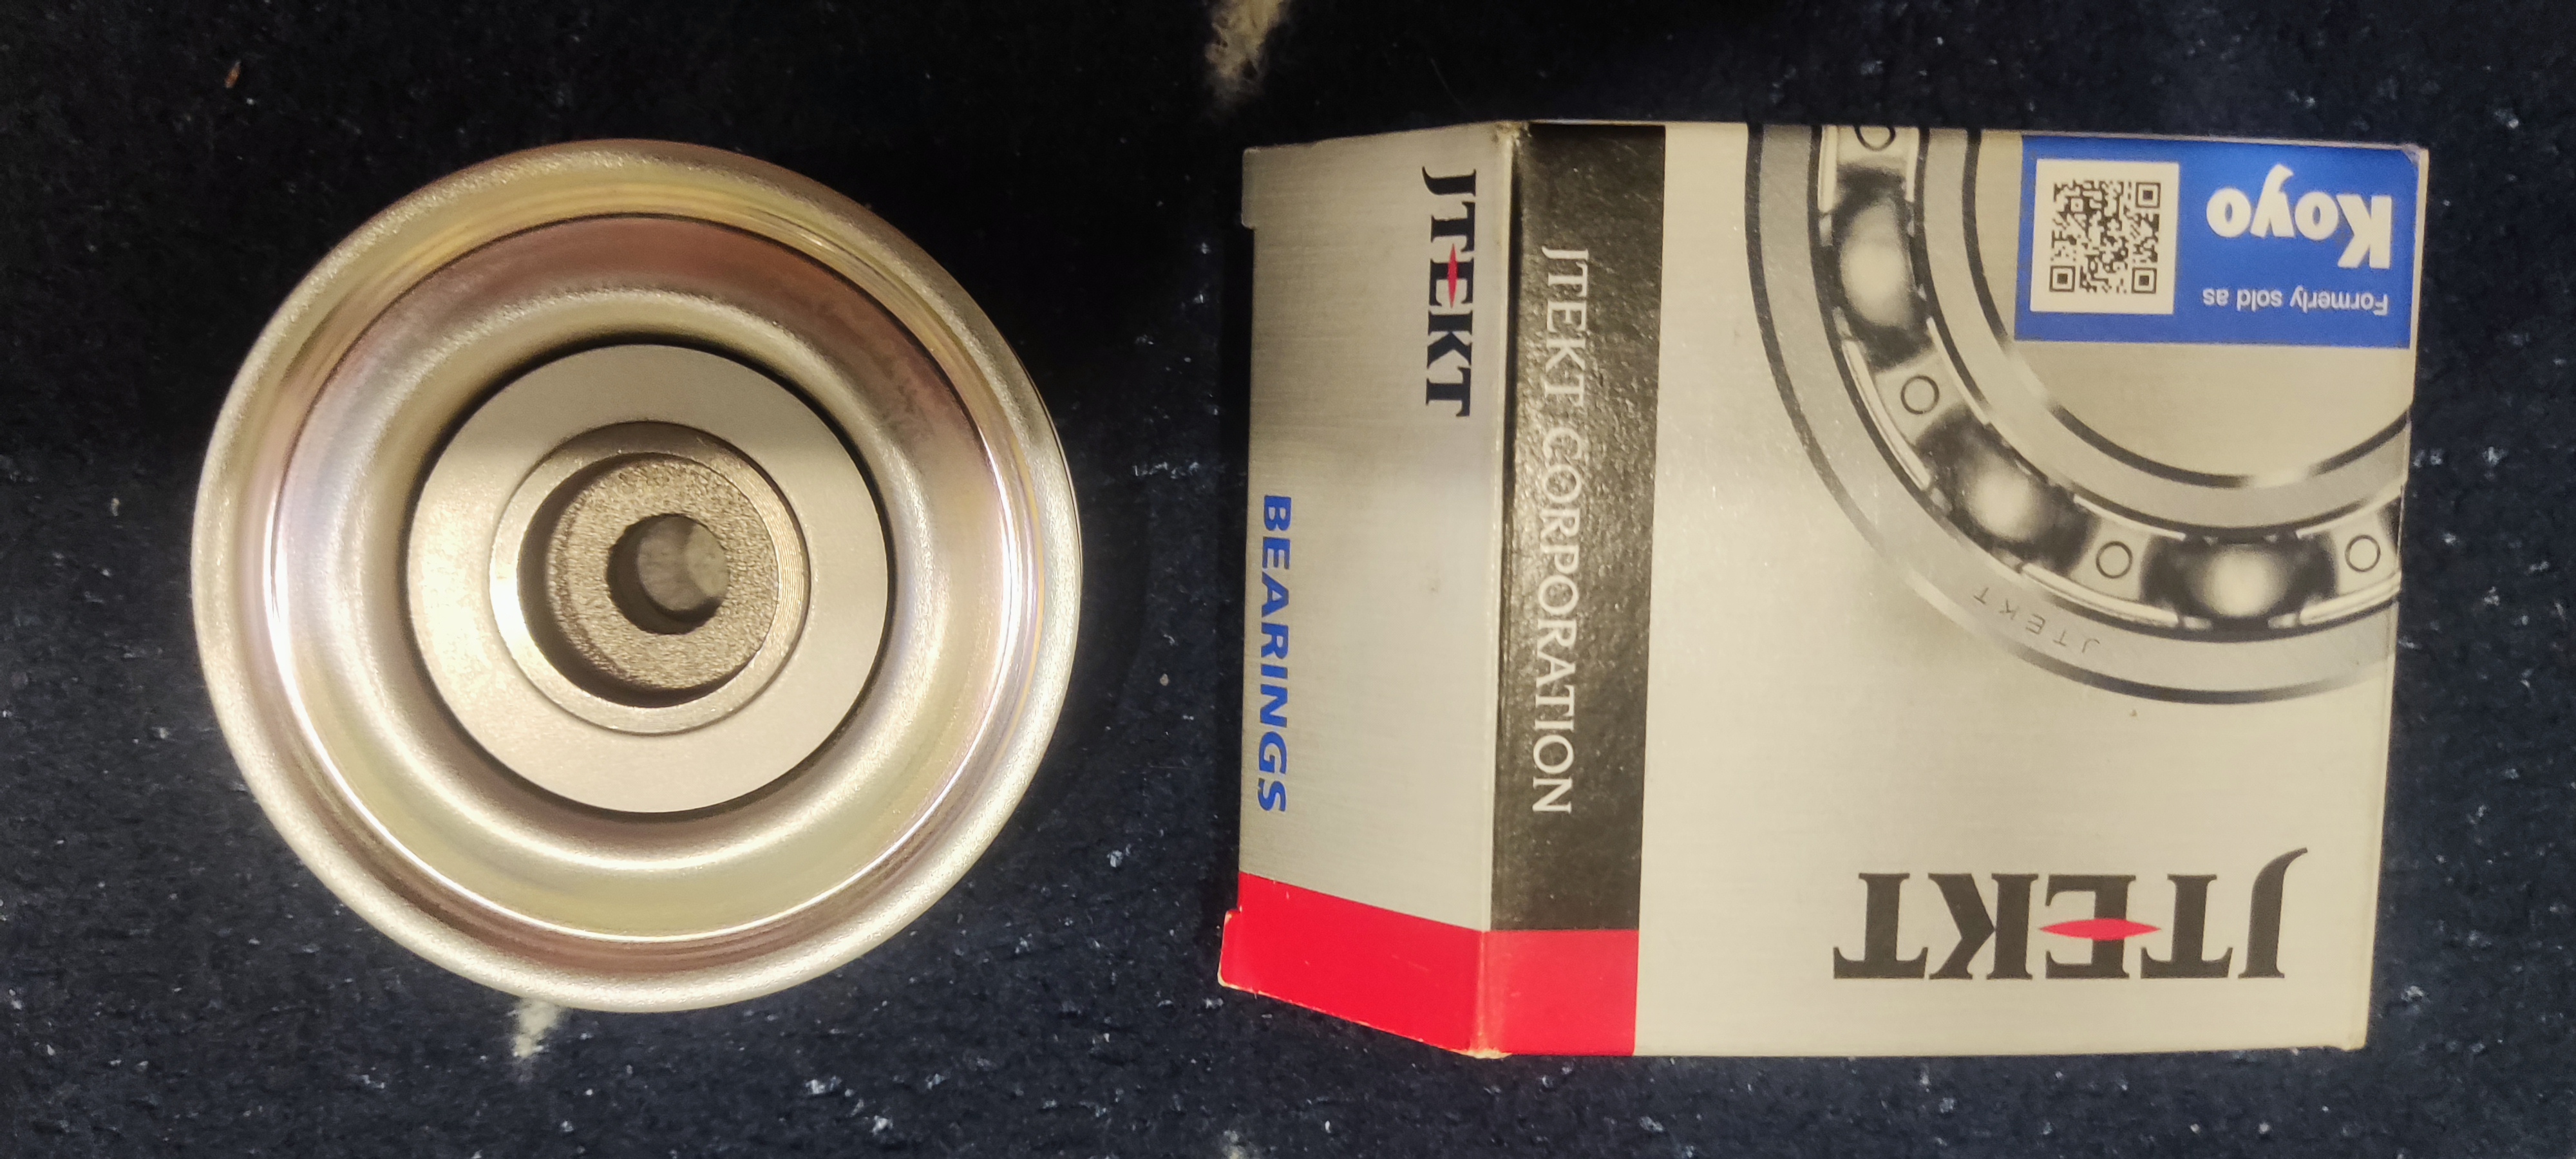 JTEKT
BEARINGS
JTEKT CORPORATION
Formerly sold as
Koyo
JTEKT
JTEKT